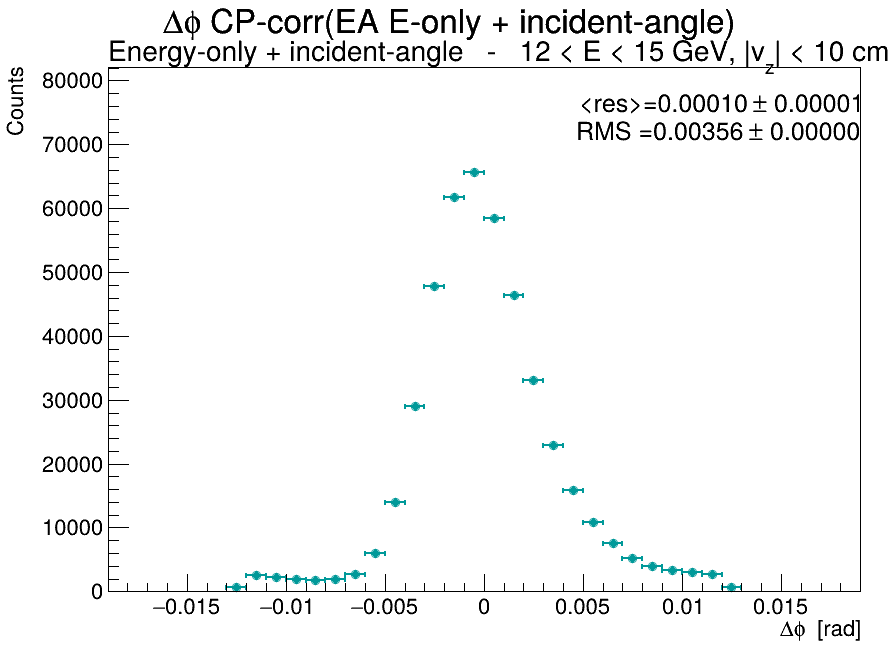 Δϕ CP-corr(EA E-only + incident-angle)
Energy-only + incident-angle - 12 < E < 15 GeV, |v_z| < 10 cm
Counts
<res>=0.00010±0.00001
RMS =0.00356±0.00000
80000
70000
60000
50000
40000
30000
20000
10000
0
−0.015 −0.01 −0.005 0 0.005 0.01 0.015
Δϕ [rad]